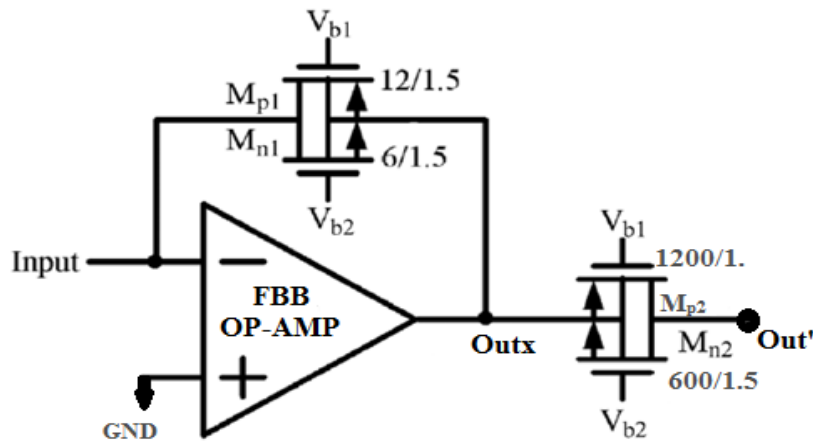 V_b1
12/1.5
M_p1
M_n1
6/1.5
V_b2
Input
FBB
OP-AMP
GND
Outx
V_b1
1200/1.
M_p2
M_n2
Out'
600/1.5
V_b2